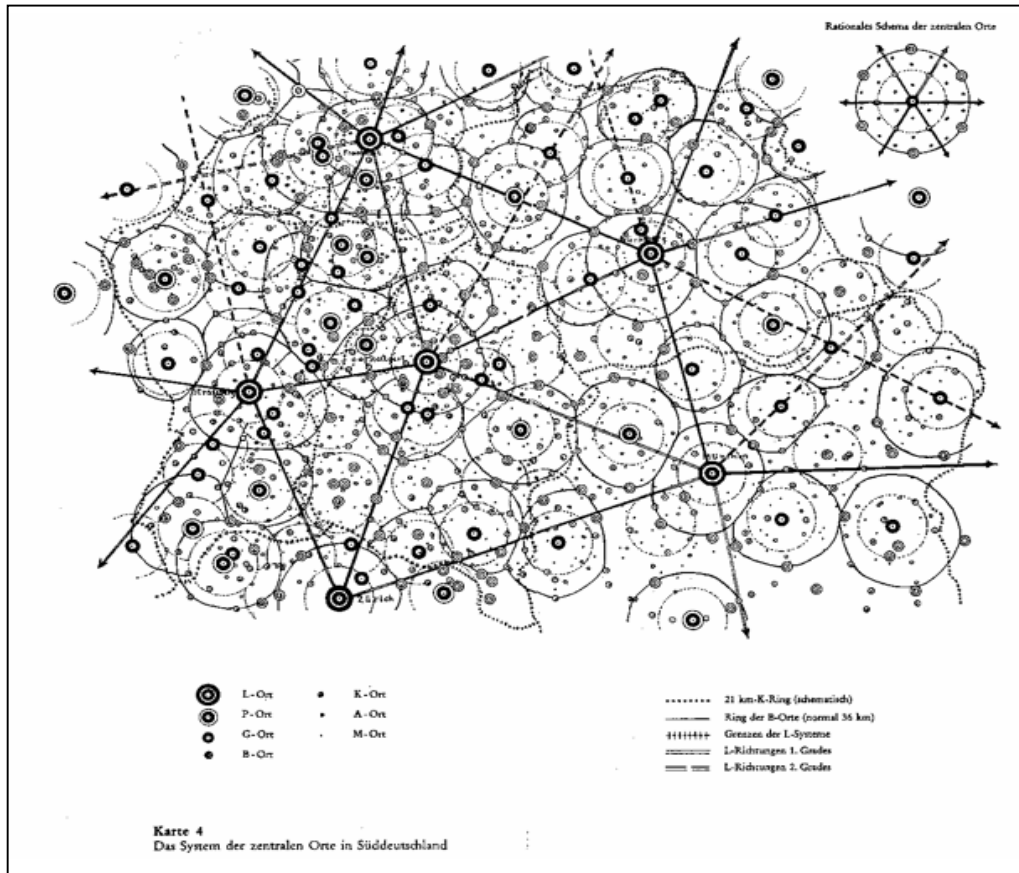 Rationales Schema der zentralen Orte
Zürich
L-Ort
P-Ort
G-Ort
B-Ort
K-Ort
A-Ort
M-Ort
21 km-K-Ring (schematisch)
Ring der B-Orte (normal 36 km)
Grenzen der L-Systeme
L-Richtungen 1. Grades
L-Richtungen 2. Grades
Karte 4
Das System der zentralen Orte in Süddeutschland